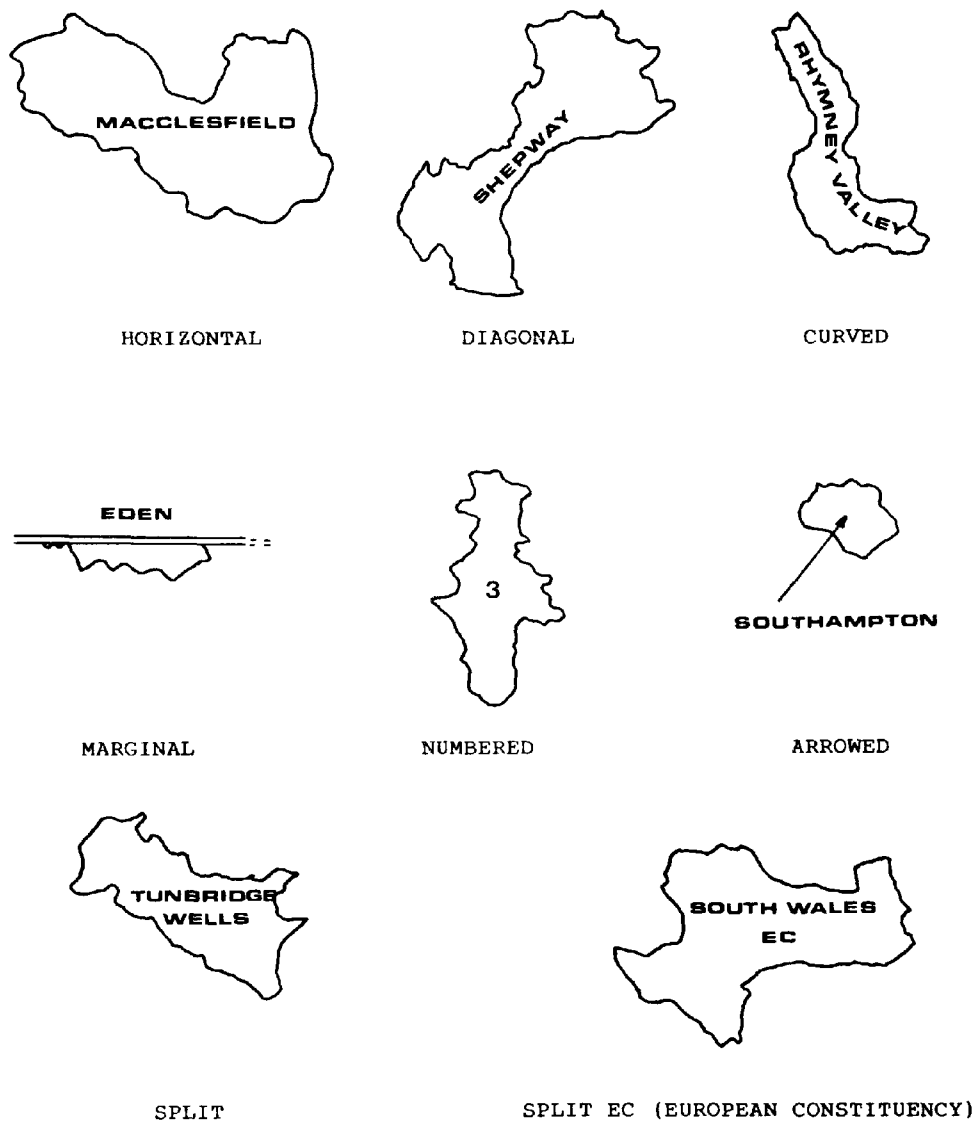 MACCLESFIELD
SHEPWAY
RHYMNEY VALLEY
HORIZONTAL
DIAGONAL
CURVED
EDEN
3
SOUTHAMPTON
MARGINAL
NUMBERED
ARROWED
TUNBRIDGE
WELLS
SOUTH WALES
EC
SPLIT
SPLIT EC (EUROPEAN CONSTITUENCY)